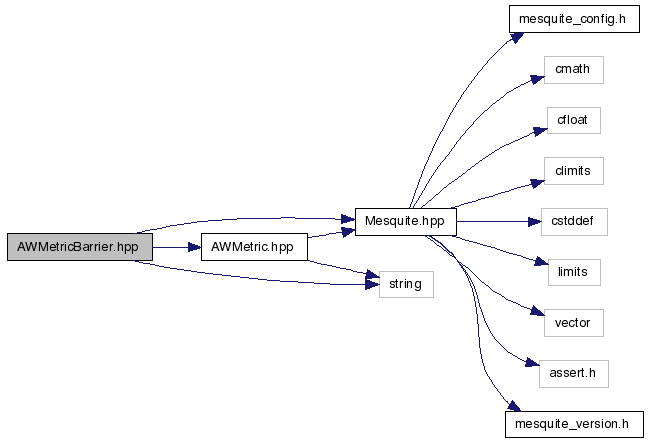 mesquite_config.h
cmath
cfloat
climits
AWMetricBarrier.hpp
AWMetric.hpp
Mesquite.hpp
cstddef
string
limits
vector
assert.h
mesquite_version.h